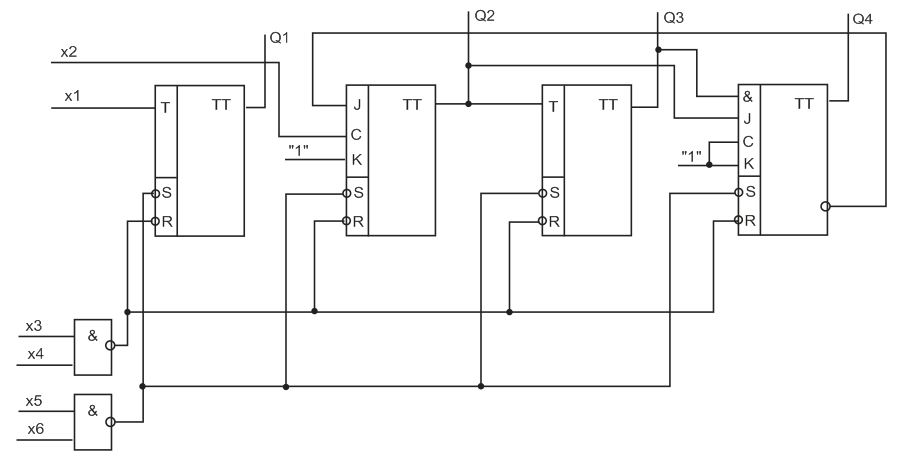 Q2
Q3
Q4
Q1
x2
x1
T TT
J TT
T TT
& TT
J
C
C
"1" K
"1" K
S
S
S
S
R
R
R
R
x3
&
x4
x5
&
x6